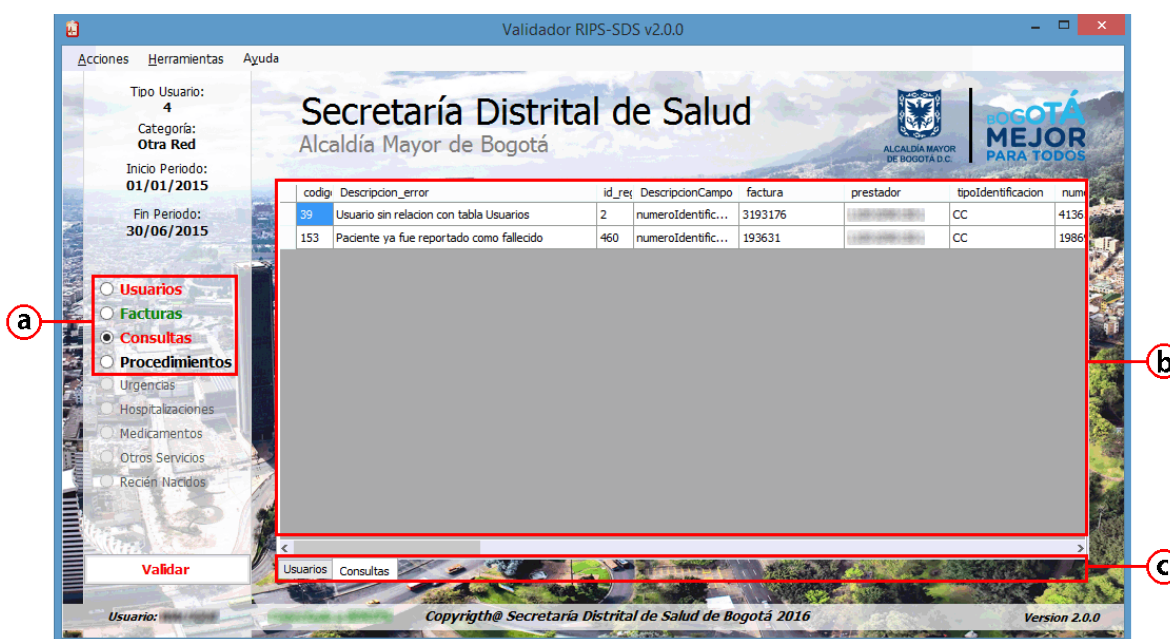 Validador RIPS-SDS v2.0.0
Acciones Herramientas Ayuda
Tipo Usuario:
4
Categoría:
Otra Red
Inicio Periodo:
01/01/2015
Fin Periodo:
30/06/2015
Secretaría Distrital de Salud
Alcaldía Mayor de Bogotá
ALCALDÍA MAYOR
DE BOGOTÁ D.C.
BOGOTÁ
MEJOR
PARA TODOS
a
Usuarios
Facturas
Consultas
Procedimientos
Urgencias
Hospitalizaciones
Medicamentos
Otros Servicios
Recién Nacidos
Validar
codig Descripcion_error id_reg DescripcionCampo factura prestador tipoIdentificacion nume
39 Usuario sin relacion con tabla Usuarios 2 numeroIdentific... 3193176 CC 4136
153 Paciente ya fue reportado como fallecido 460 numeroIdentific... 193631 CC 1986
b
Usuarios Consultas
c
Usuario: Copyrigth@ Secretaría Distrital de Salud de Bogotá 2016 Version 2.0.0